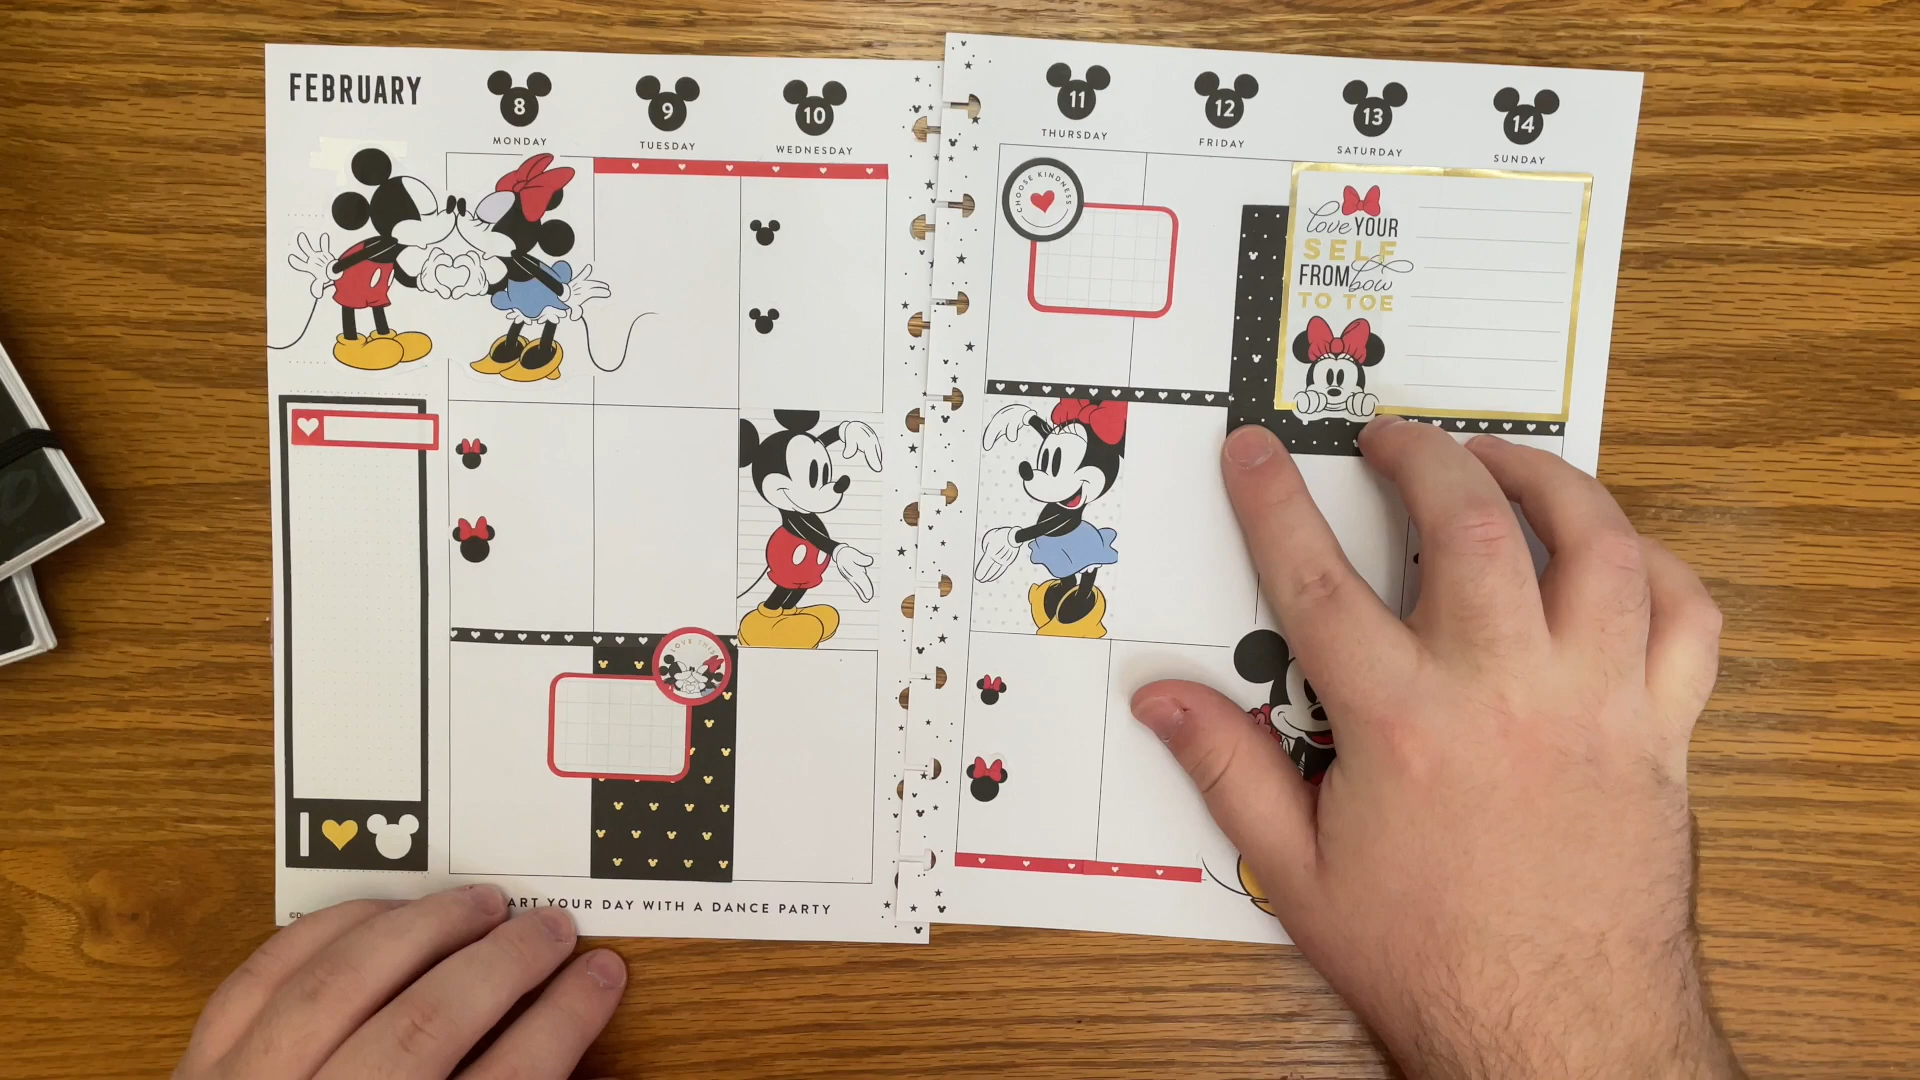 FEBRUARY
8
MONDAY
9
TUESDAY
10
WEDNESDAY
11
THURSDAY
12
FRIDAY
13
SATURDAY
14
SUNDAY
CHOOSE KINDNESS
love YOUR
SELF
FROM bow
TO TOE
LOVE
I
ART YOUR DAY WITH A DANCE PARTY